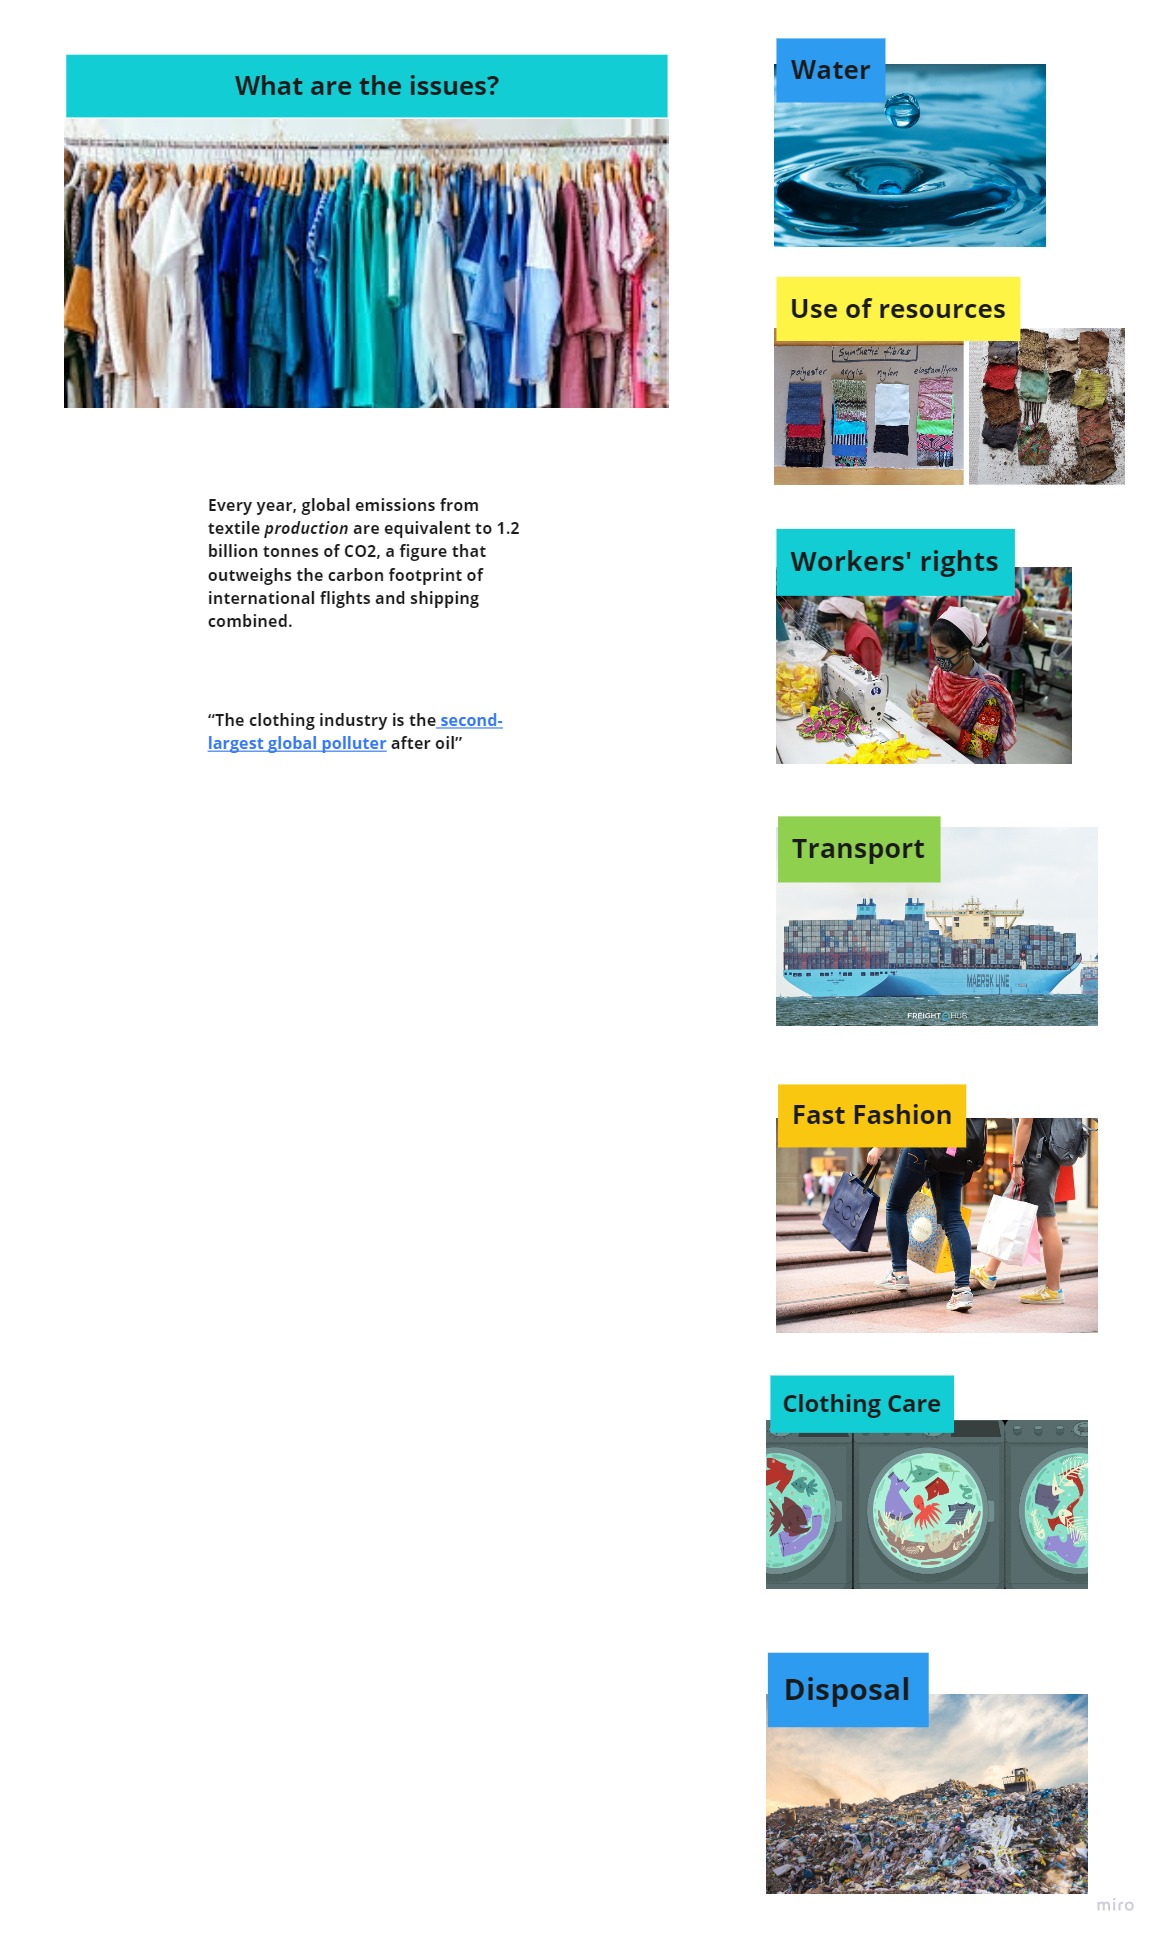 What are the issues?
Every year, global emissions from
textile production are equivalent to 1.2
billion tonnes of CO2, a figure that
outweighs the carbon footprint of
international flights and shipping
combined.
“The clothing industry is the second-
largest global polluter after oil”
Water
Use of resources
Synthetic fibres
polyester acrylic nylon
Workers' rights
Transport
MAERSK LINE
FREIGHT HUB
Fast Fashion
Clothing Care
Disposal
miro